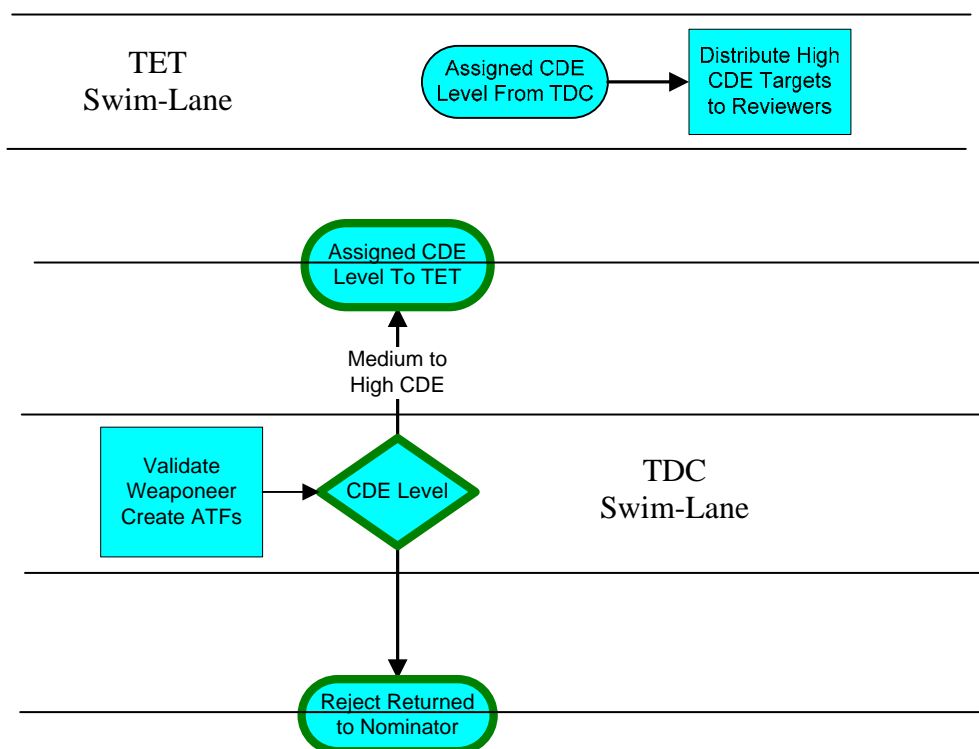 TET
Swim-Lane
Assigned CDE
Level From TDC
Distribute High
CDE Targets
to Reviewers
Assigned CDE
Level To TET
Medium to
High CDE
Validate
Weaponeer
Create ATFs
CDE Level
TDC
Swim-Lane
Reject Returned
to Nominator